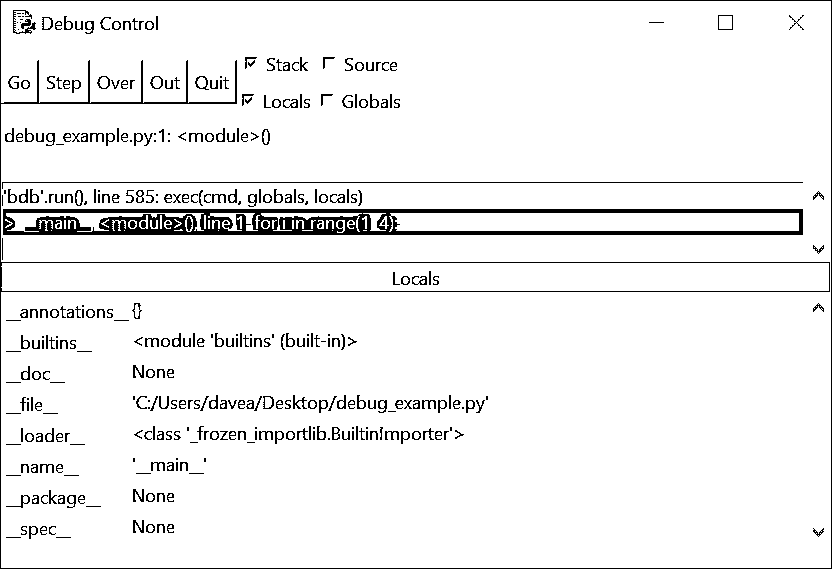 Debug Control
Go Step Over Out Quit Stack Source
Locals Globals
debug_example.py:1: <module>()
'bdb'.run(), line 585: exec(cmd, globals, locals)
> __main__.<module>(), line 1: for i in range(1, 4):
Locals
__annotations__ {}
__builtins__ <module 'builtins' (built-in)>
__doc__ None
__file__ 'C:/Users/davea/Desktop/debug_example.py'
__loader__ <class '_frozen_importlib.BuiltinImporter'>
__name__ '__main__'
__package__ None
__spec__ None